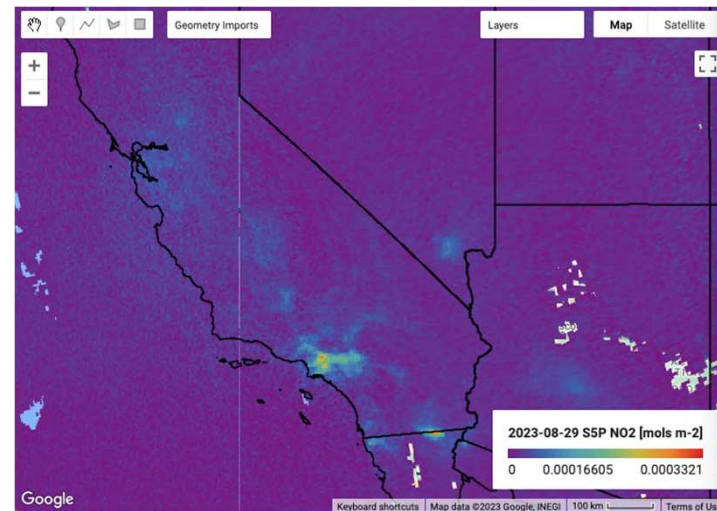 Geometry Imports
Layers
Map Satellite
+
−
2023-08-29 S5P NO2 [mols m-2]
0 0.00016605 0.0003321
Google
Keyboard shortcuts Map data ©2023 Google, INEGI 100 km Terms of Us